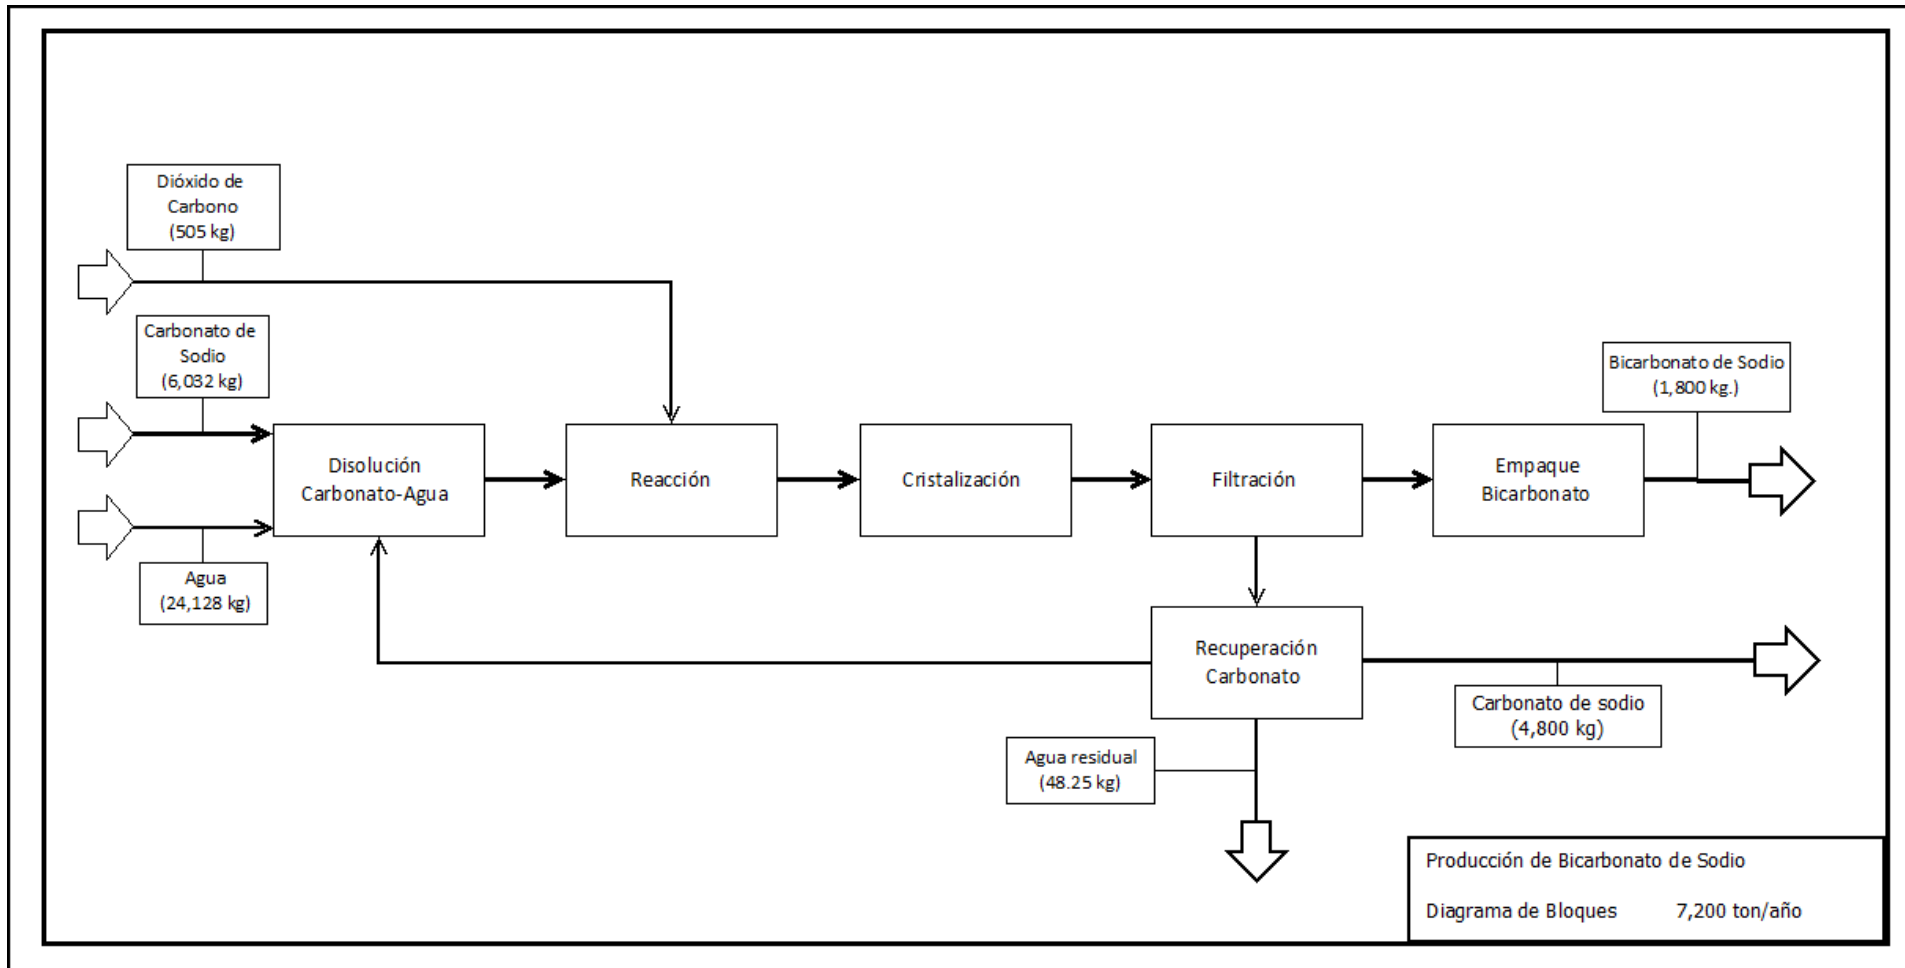 Dióxido de
Carbono
(505 kg)
Carbonato de
Sodio
(6,032 kg)
Agua
(24,128 kg)
Disolución
Carbonato-Agua
Reacción
Cristalización
Filtración
Empaque
Bicarbonato
Bicarbonato de Sodio
(1,800 kg.)
Recuperación
Carbonato
Carbonato de sodio
(4,800 kg)
Agua residual
(48.25 kg)
Producción de Bicarbonato de Sodio
Diagrama de Bloques 7,200 ton/año